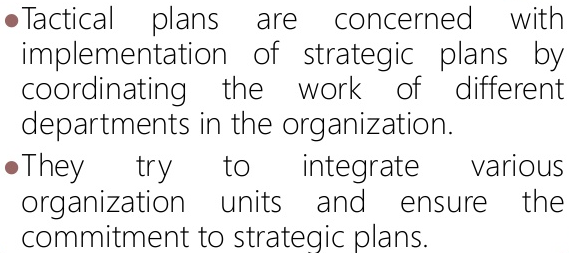 •Tactical plans are concerned with
implementation of strategic plans by
coordinating the work of different
departments in the organization.
•They try to integrate various
organization units and ensure the
commitment to strategic plans.